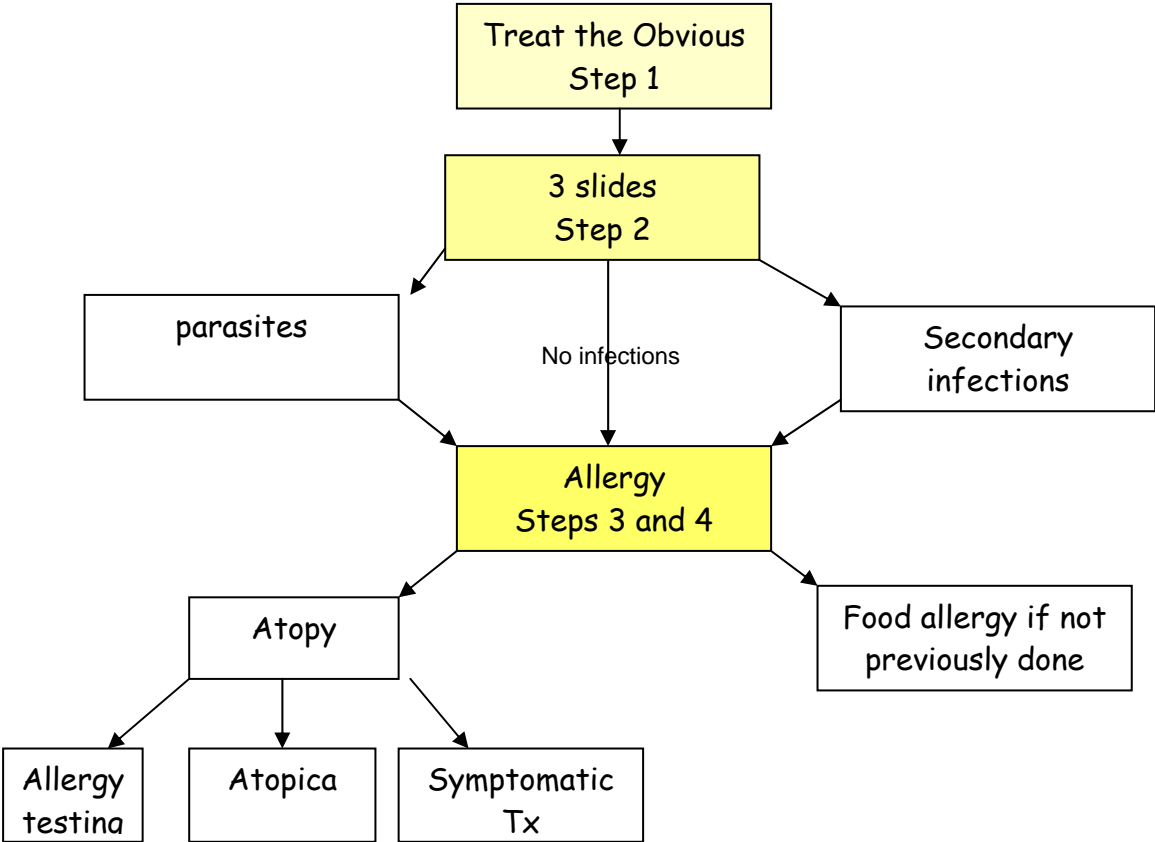 Treat the Obvious
Step 1
3 slides
Step 2
parasites
No infections
Secondary
infections
Allergy
Steps 3 and 4
Atopy
Food allergy if not
previously done
Allergy
testing
Atopica
Symptomatic
Tx